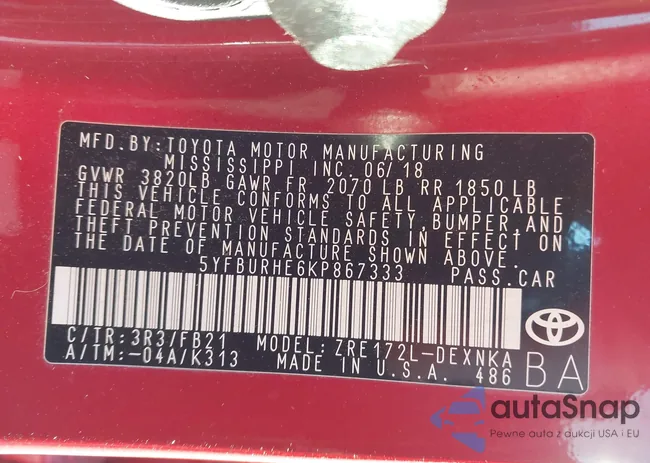 MFD. BY: TOYOTA MOTOR MANUFACTURING
MISSISSIPPI INC. 06/18
GVWR 3820LB GAWR FR 2070 LB RR 1850 LB
THIS VEHICLE CONFORMS TO ALL APPLICABLE
FEDERAL MOTOR VEHICLE SAFETY, BUMPER, AND
THEFT PREVENTION STANDARDS IN EFFECT ON
THE DATE OF MANUFACTURE SHOWN ABOVE.
5YFBURHE6KP867333 PASS. CAR
C/TR: 3R3/FB21 MODEL: ZRE172L-DEXNKA
A/TM: -04A/K313 MADE IN U.S.A. 486 BA
autaSnap
Pewne auta z dukcji USA i EU